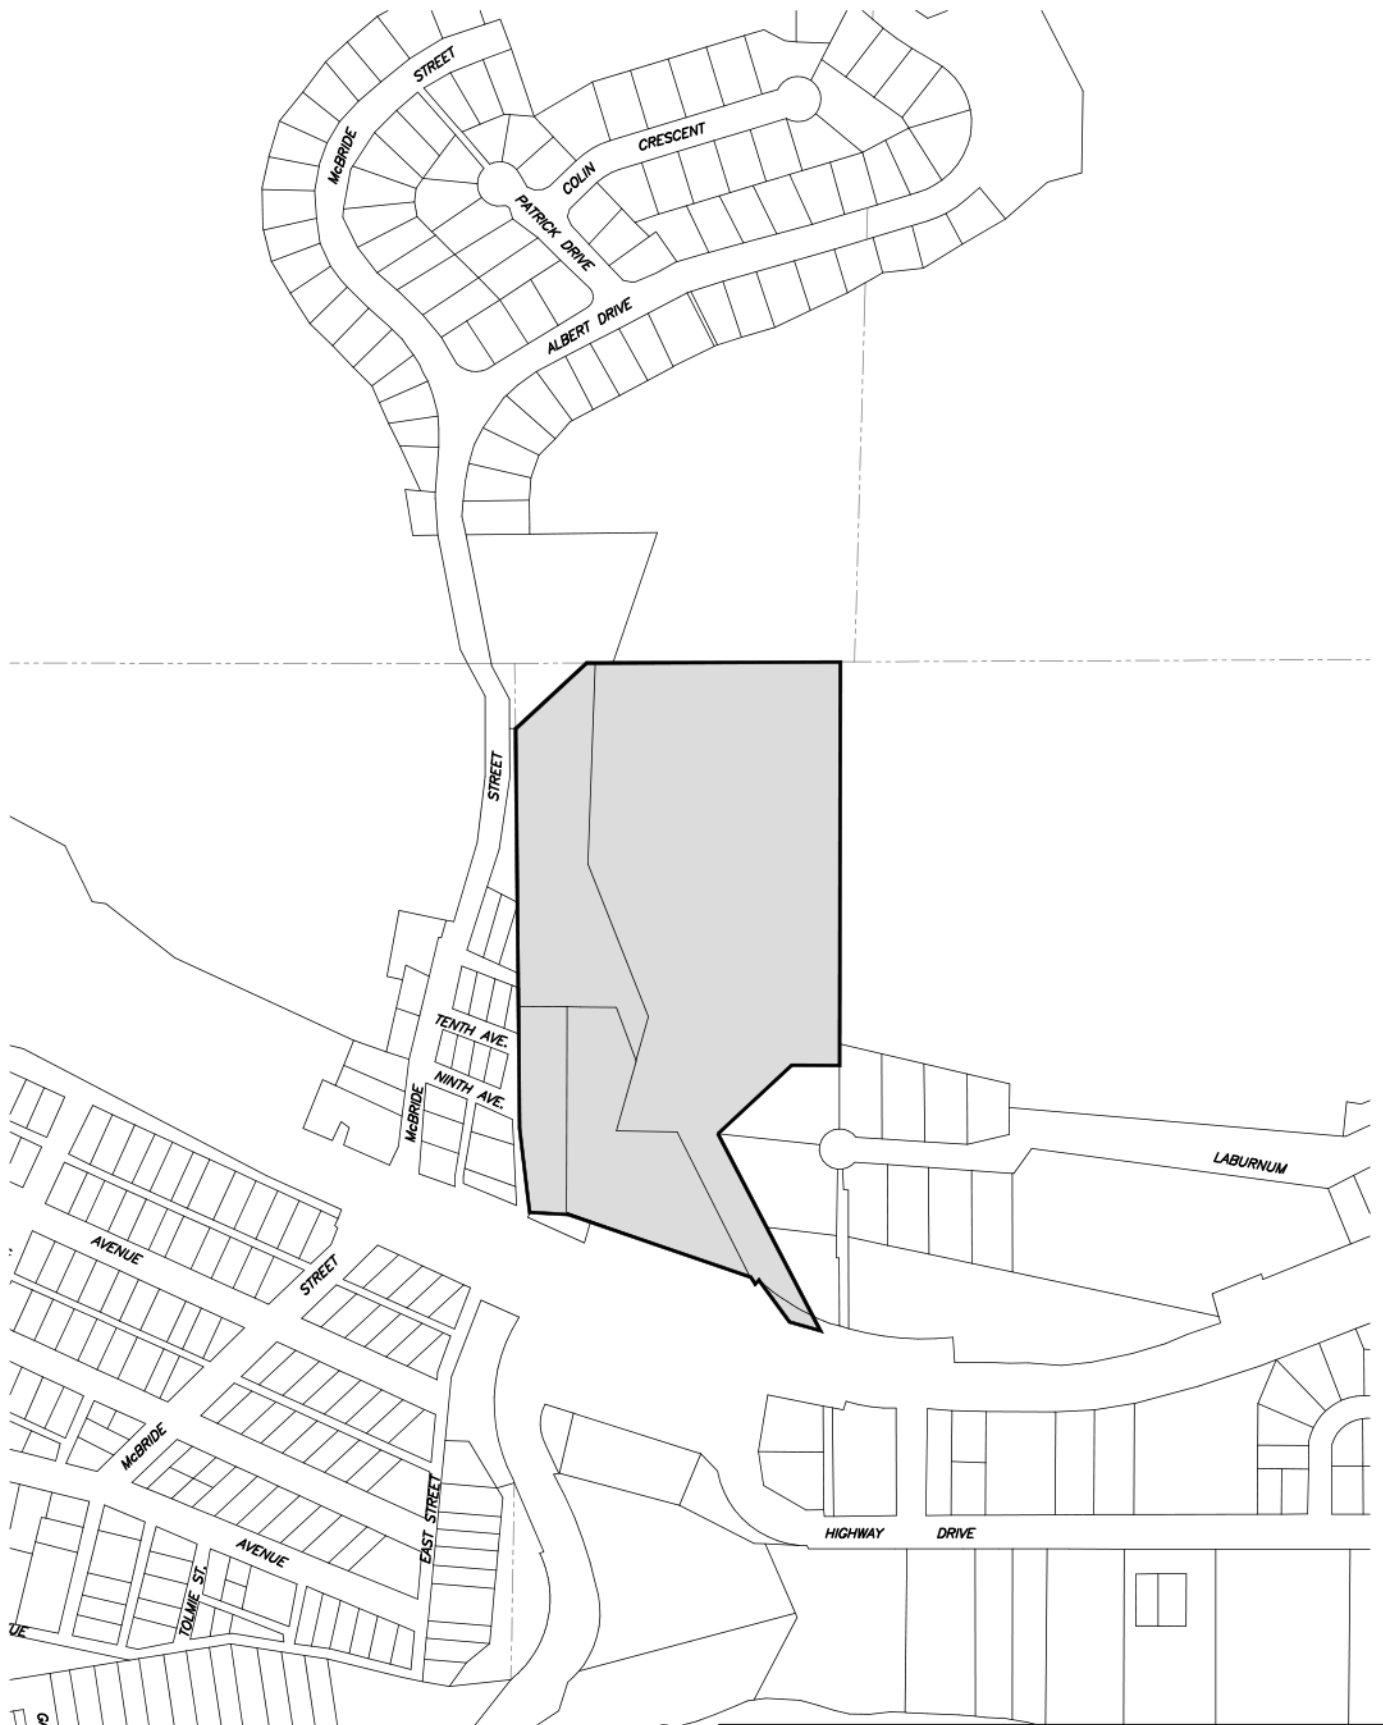 STREET
McBRIDE
CRESCENT
COLIN
PATRICK DRIVE
ALBERT DRIVE
STREET
TENTH AVE.
NINTH AVE.
McBRIDE
LABURNUM
AVENUE
STREET
McBRIDE
EAST STREET
HIGHWAY DRIVE
AVENUE
TOLMIE ST.
UE